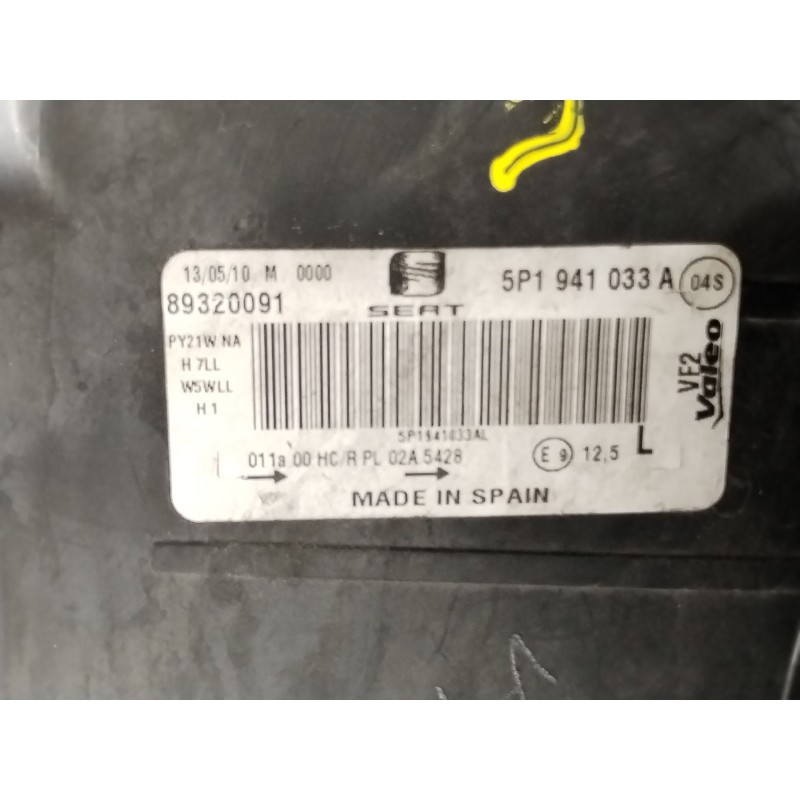 13/05/10 M 0000
89320091
SEAT
5P1 941 033 A
04S
PY21W NA
H 7LL
W5WLL
H 1
VE2
Valeo
5P1941033AL
L
011a 00 HC/R PL 02A 5428
E 9 12,5
MADE IN SPAIN